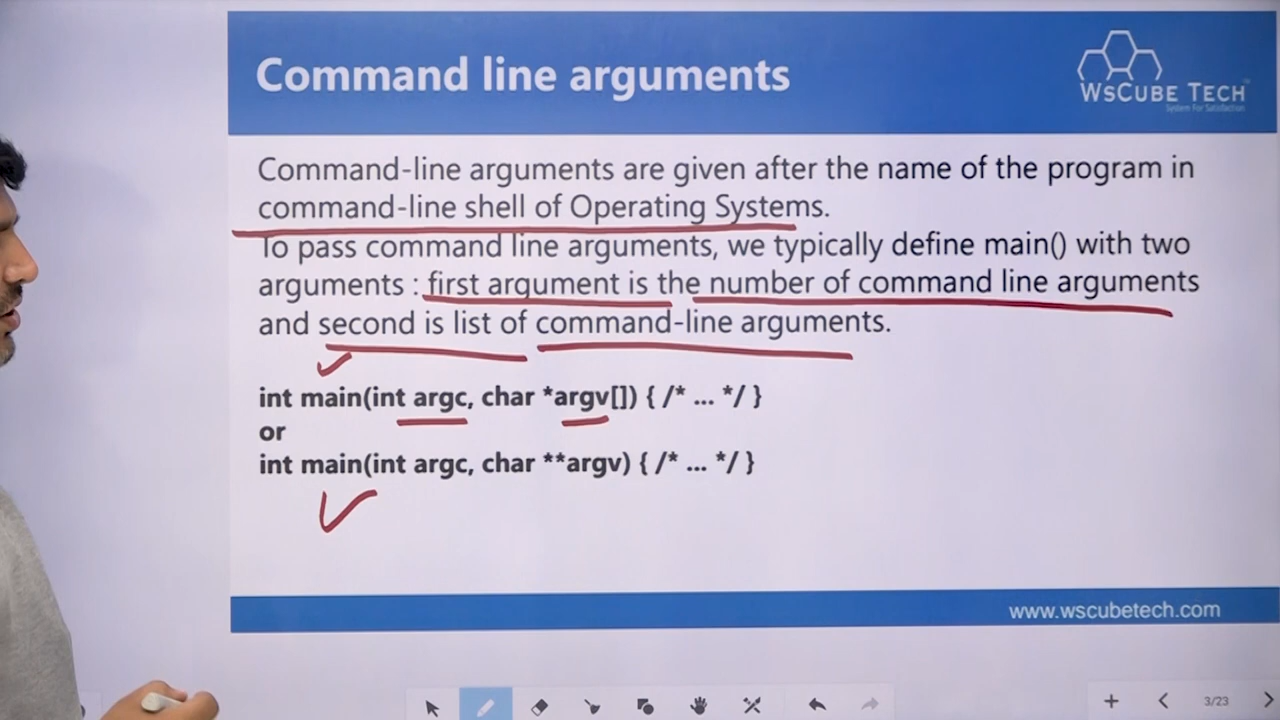 Command line arguments
WSCUBE TECH
System For Satisfaction
Command-line arguments are given after the name of the program in
command-line shell of Operating Systems.
To pass command line arguments, we typically define main() with two
arguments : first argument is the number of command line arguments
and second is list of command-line arguments.
int main(int argc, char *argv[]) { /* ... */ }
or
int main(int argc, char **argv) { /* ... */ }
www.wscubetech.com
3/23